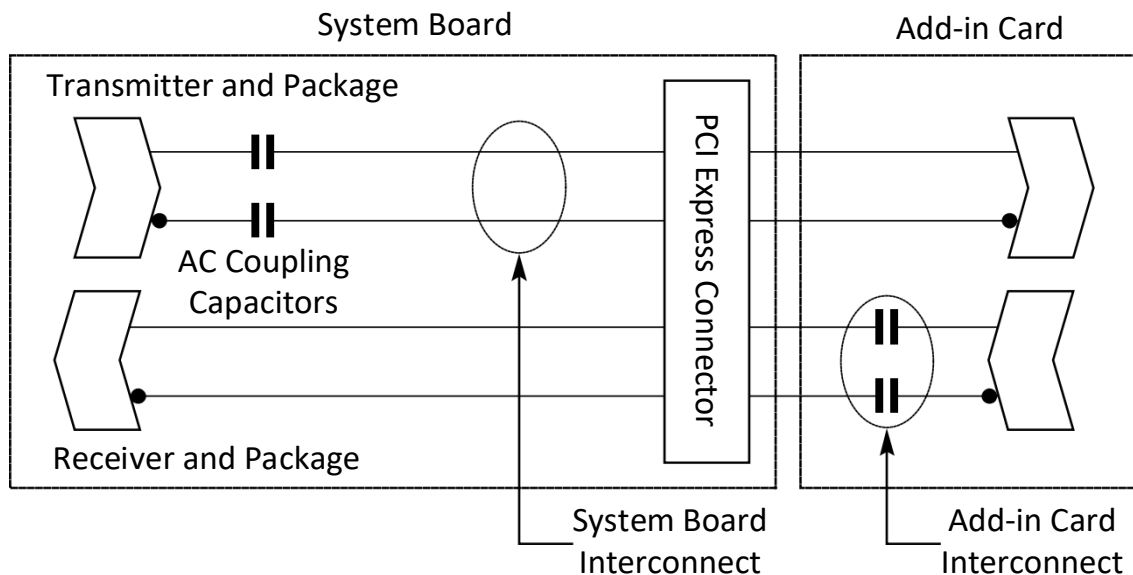 System Board
Add-in Card
Transmitter and Package
PCI Express Connector
AC Coupling
Capacitors
Receiver and Package
System Board
Interconnect
Add-in Card
Interconnect